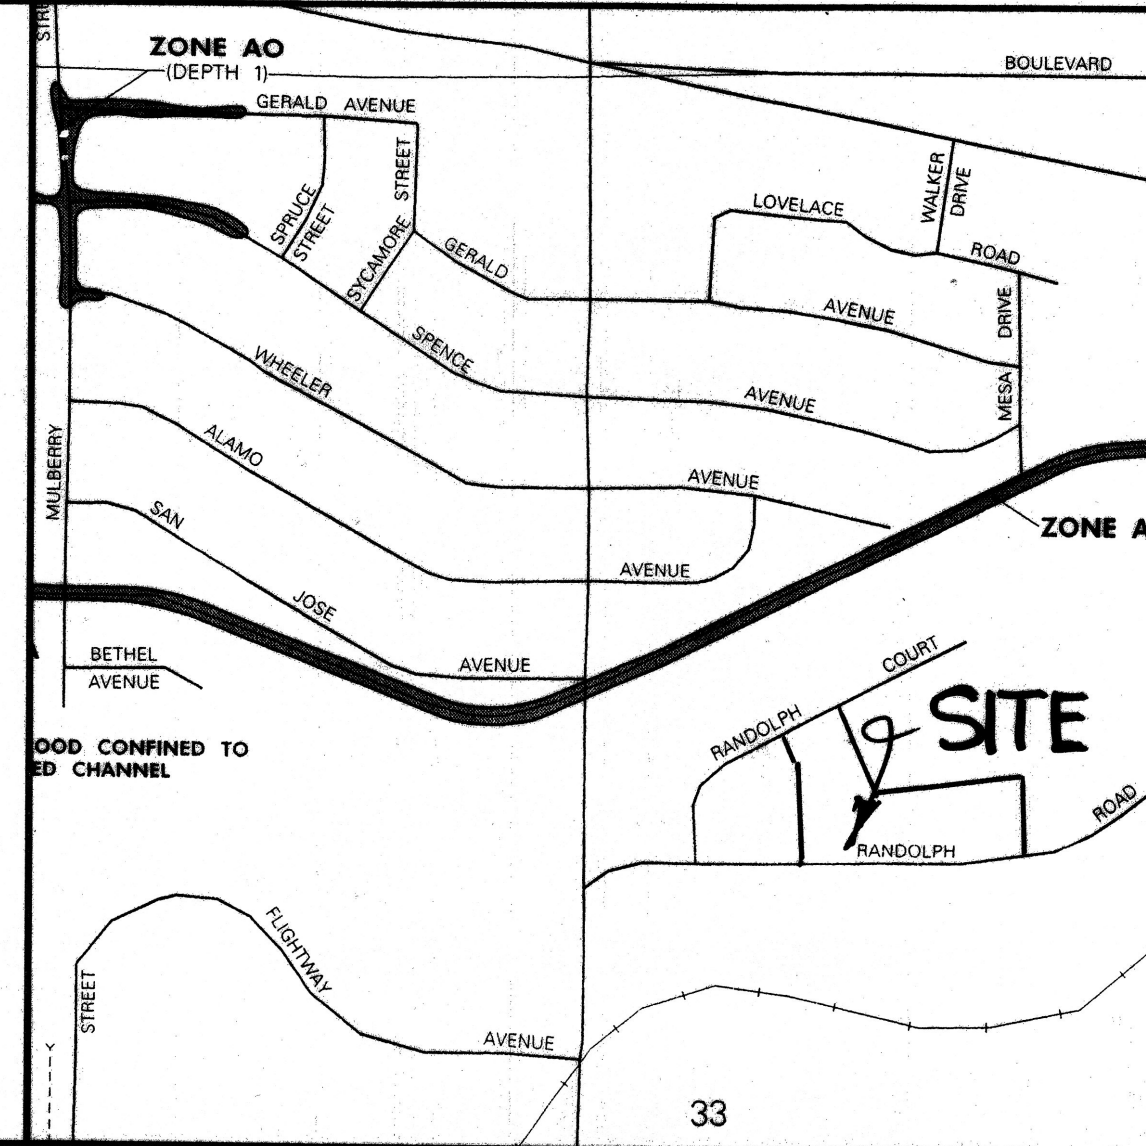 ZONE AO
(DEPTH 1)
BOULEVARD
GERALD AVENUE
STREET
WALKER
DRIVE
SPRUCE
STREET
SYCAMORE
LOVELACE
GERALD
ROAD
AVENUE
DRIVE
SPENCE
WHEELER
AVENUE
MESA
MULBERRY
ALAMO
AVENUE
SAN
ZONE A
AVENUE
JOSE
BETHEL
AVENUE
AVENUE
COURT
RANDOLPH
SITE
OOD CONFINED TO
ED CHANNEL
ROAD
RANDOLPH
FLIGHTWAY
STREET
AVENUE
33